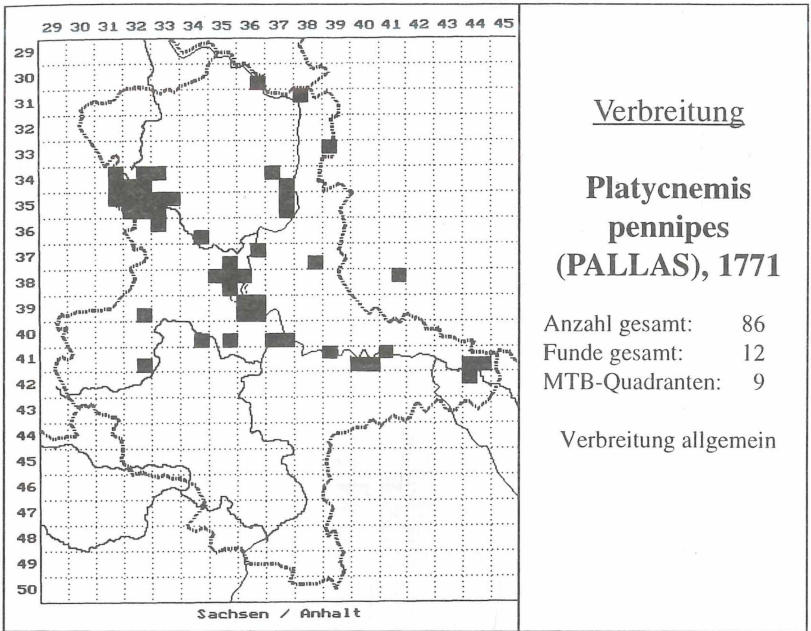 29 30 31 32 33 34 35 36 37 38 39 40 41 42 43 44 45
29
30
31
32
33
34
35
36
37
38
39
40
41
42
43
44
45
46
47
48
49
50
Sachsen / Anhalt
Verbreitung
Platycnemis
pennipes
(PALLAS), 1771
Anzahl gesamt: 86
Funde gesamt: 12
MTB-Quadranten: 9
Verbreitung allgemein